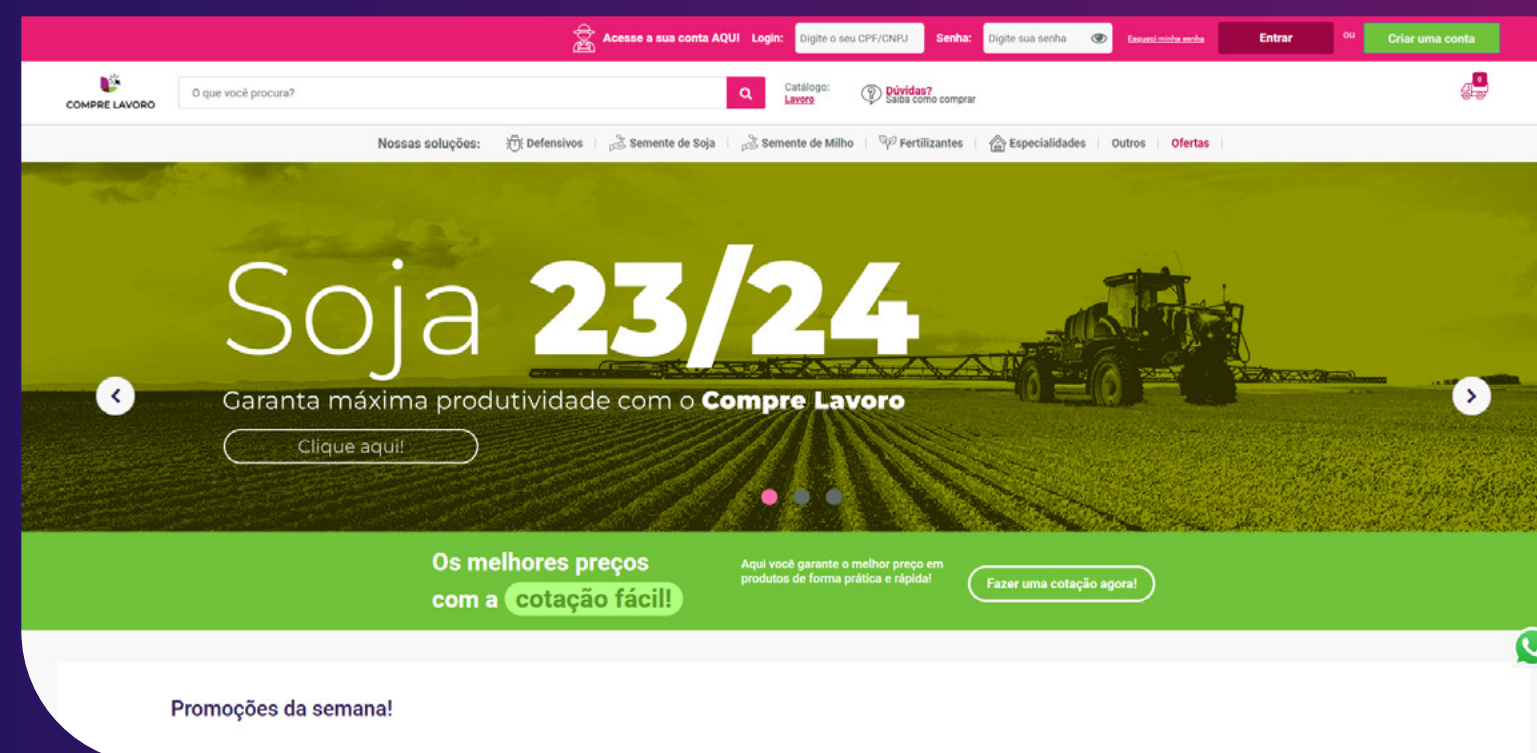 Acesse a sua conta AQUI Login: Digite o seu CPF/CNPJ Senha: Digite sua senha Esqueci minha senha Entrar ou Criar uma conta
COMPRE LAVORO
O que você procura?
Catálogo:
Lavoro
Dúvidas?
Saiba como comprar
0
Nossas soluções: Defensivos Semente de Soja Semente de Milho Fertilizantes Especialidades Outros Ofertas
Soja 23/24
Garanta máxima produtividade com o Compre Lavoro
Clique aqui!
Os melhores preços
com a cotação fácil!
Aqui você garante o melhor preço em
produtos de forma prática e rápida!
Fazer uma cotação agora!
Promoções da semana!